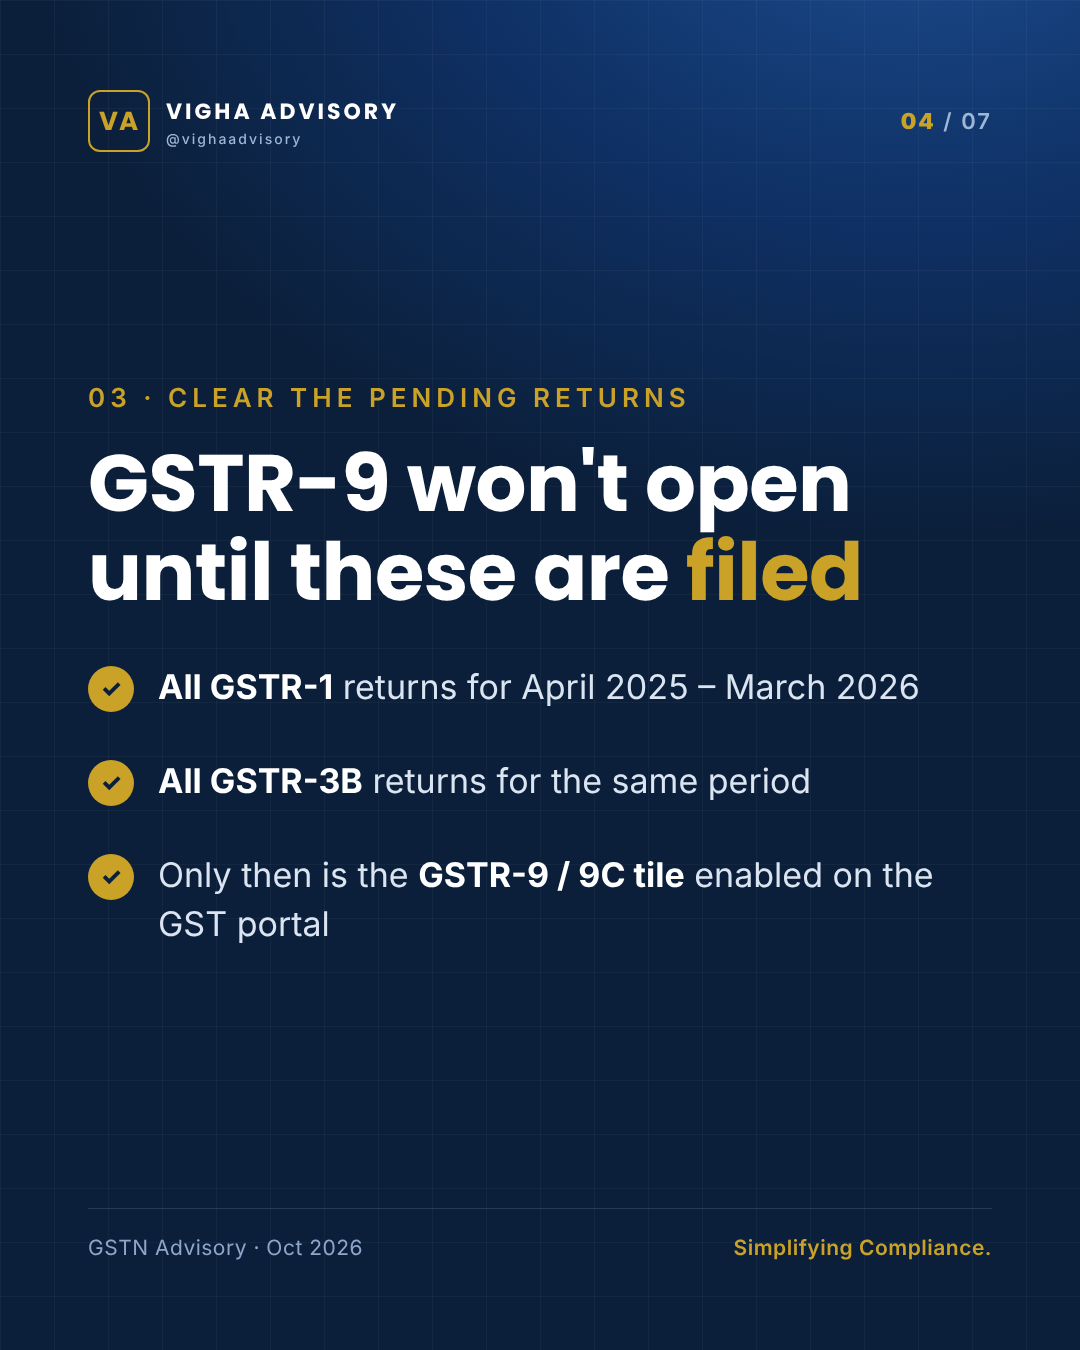 VA
VIGHA ADVISORY
@vighaadvisory
04 / 07
03 · CLEAR THE PENDING RETURNS
GSTR-9 won't open
until these are filed
All GSTR-1 returns for April 2025 – March 2026
All GSTR-3B returns for the same period
Only then is the GSTR-9 / 9C tile enabled on the
GST portal
GSTN Advisory · Oct 2026
Simplifying Compliance.